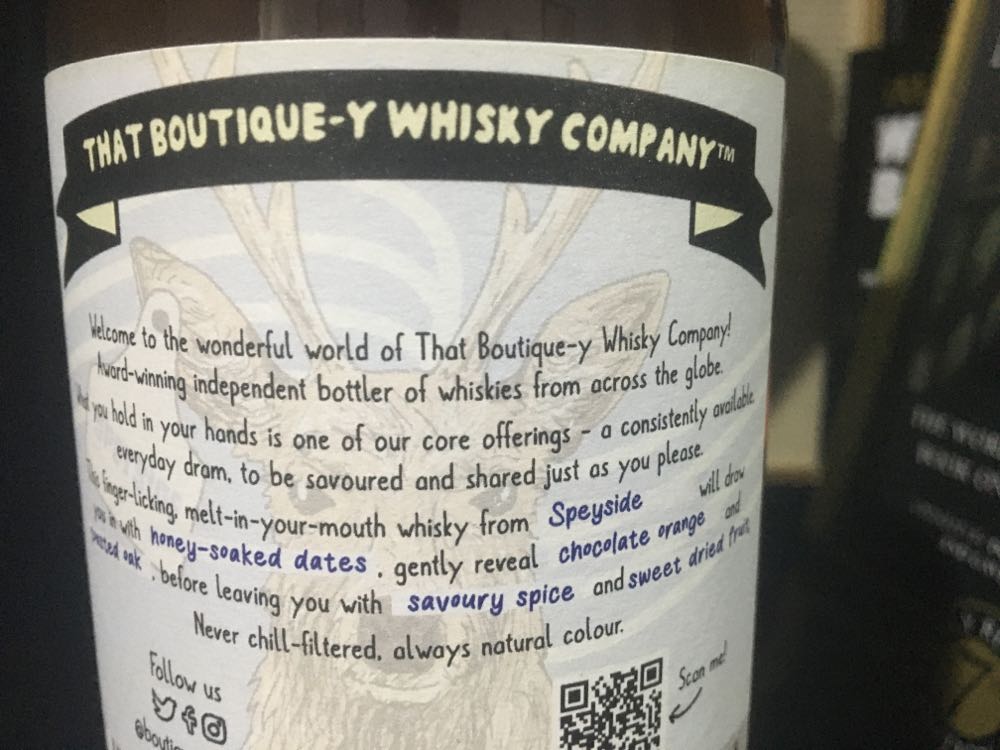 THAT BOUTIQUE-Y WHISKY COMPANY™
Welcome to the wonderful world of That Boutique-y Whisky Company!
Award-winning independent bottler of whiskies from across the globe.
What you hold in your hands is one of our core offerings - a consistently available
everyday dram, to be savoured and shared just as you please.
This finger-licking, melt-in-your-mouth whisky from Speyside will draw
you in with honey-soaked dates, gently reveal chocolate orange and
oak, before leaving you with savoury spice and sweet dried fruit
Never chill-filtered, always natural colour.
Follow us
Scan me!